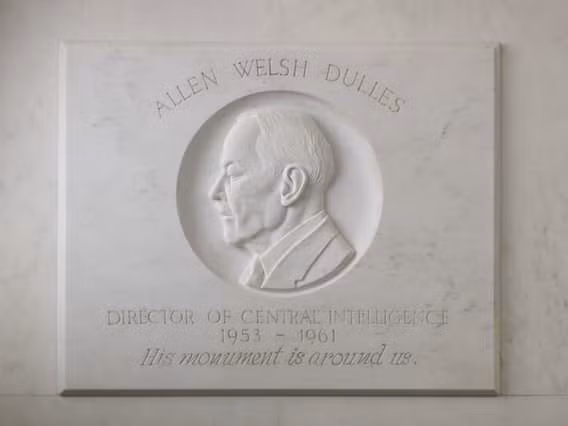 ALLEN WELSH DULLES
DIRECTOR OF CENTRAL INTELLIGENCE
1953 - 1961
His monument is around us.